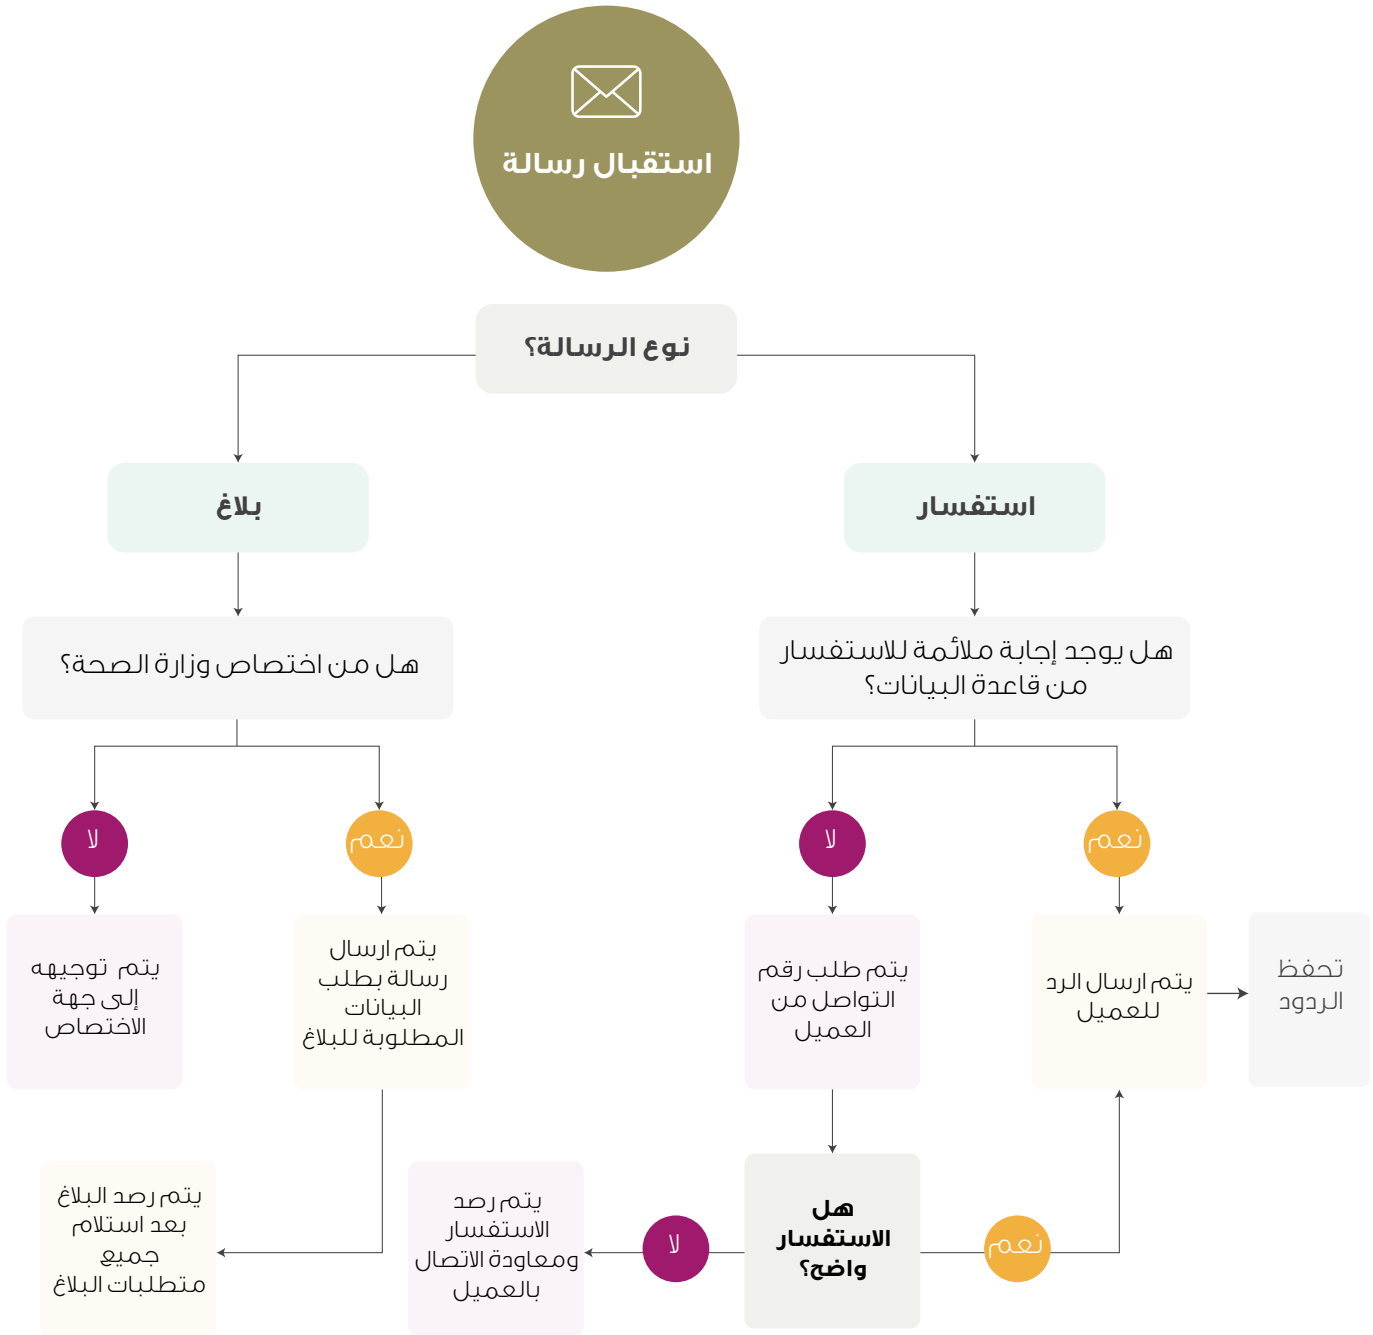 استقبال رسالة
نوع الرسالة؟
استفسار
بلاغ
هل يوجد إجابة ملائمة للاستفسار
من قاعدة البيانات؟
هل من اختصاص وزارة الصحة؟
نعم
لا
نعم
لا
تحفظ
الردود
يتم ارسال الرد
للعميل
يتم طلب رقم
التواصل من
العميل
يتم ارسال
رسالة بطلب
البيانات
المطلوبة للبلاغ
يتم توجيهه
إلى جهة
الاختصاص
نعم
هل
الاستفسار
واضح؟
لا
يتم رصد
الاستفسار
ومعاودة الاتصال
بالعميل
يتم رصد البلاغ
بعد استلام
جميع
متطلبات البلاغ